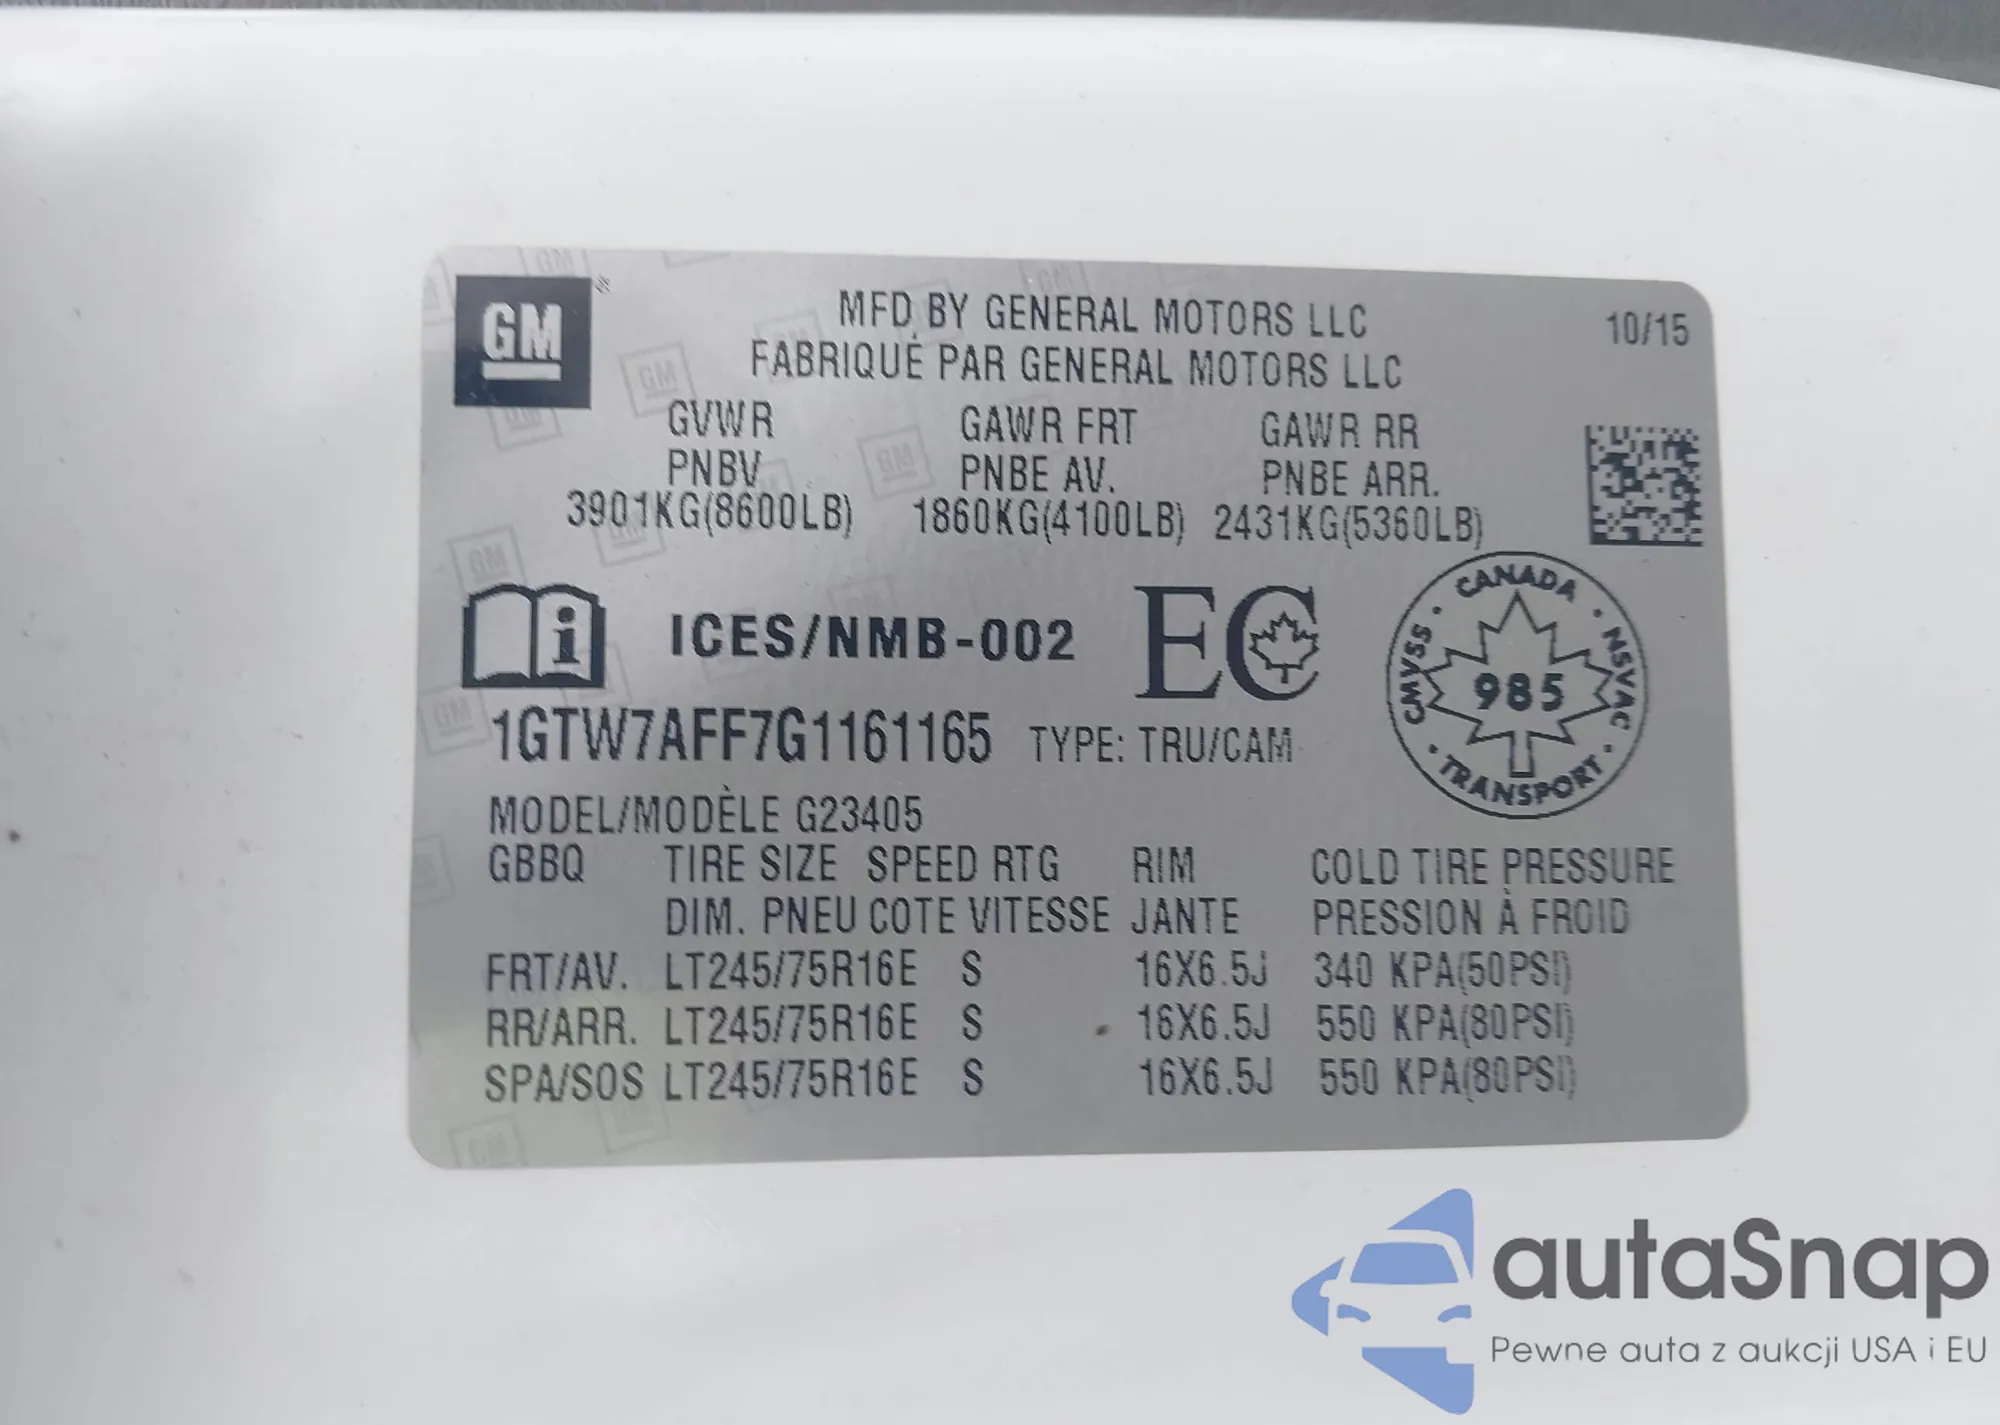 GM
MFD BY GENERAL MOTORS LLC
FABRIQUÉ PAR GENERAL MOTORS LLC
10/15
GVWR GAWR FRT GAWR RR
PNBV PNBE AV. PNBE ARR.
3901KG(8600LB) 1860KG(4100LB) 2431KG(5360LB)
ICES/NMB-002 EC
CANADA
CMVSS 985 NSVAC
TRANSPORT
1GTW7AFF7G1161165 TYPE: TRU/CAM
MODEL/MODÈLE G23405
GBBQ TIRE SIZE SPEED RTG RIM COLD TIRE PRESSURE
DIM. PNEU COTE VITESSE JANTE PRESSION À FROID
FRT/AV. LT245/75R16E S 16X6.5J 340 KPA(50PSI)
RR/ARR. LT245/75R16E S 16X6.5J 550 KPA(80PSI)
SPA/SOS LT245/75R16E S 16X6.5J 550 KPA(80PSI)
autaSnap
Pewne auta z aukcji USA i EU